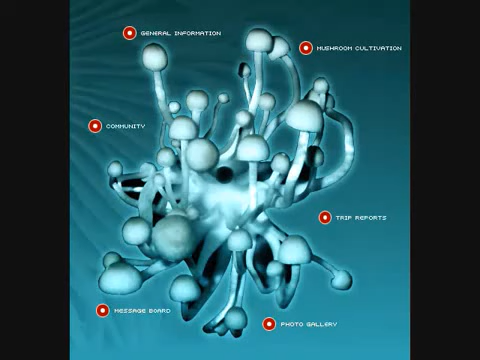 GENERAL INFORMATION
MUSHROOM CULTIVATION
COMMUNITY
TRIP REPORTS
MESSAGE BOARD
PHOTO GALLERY